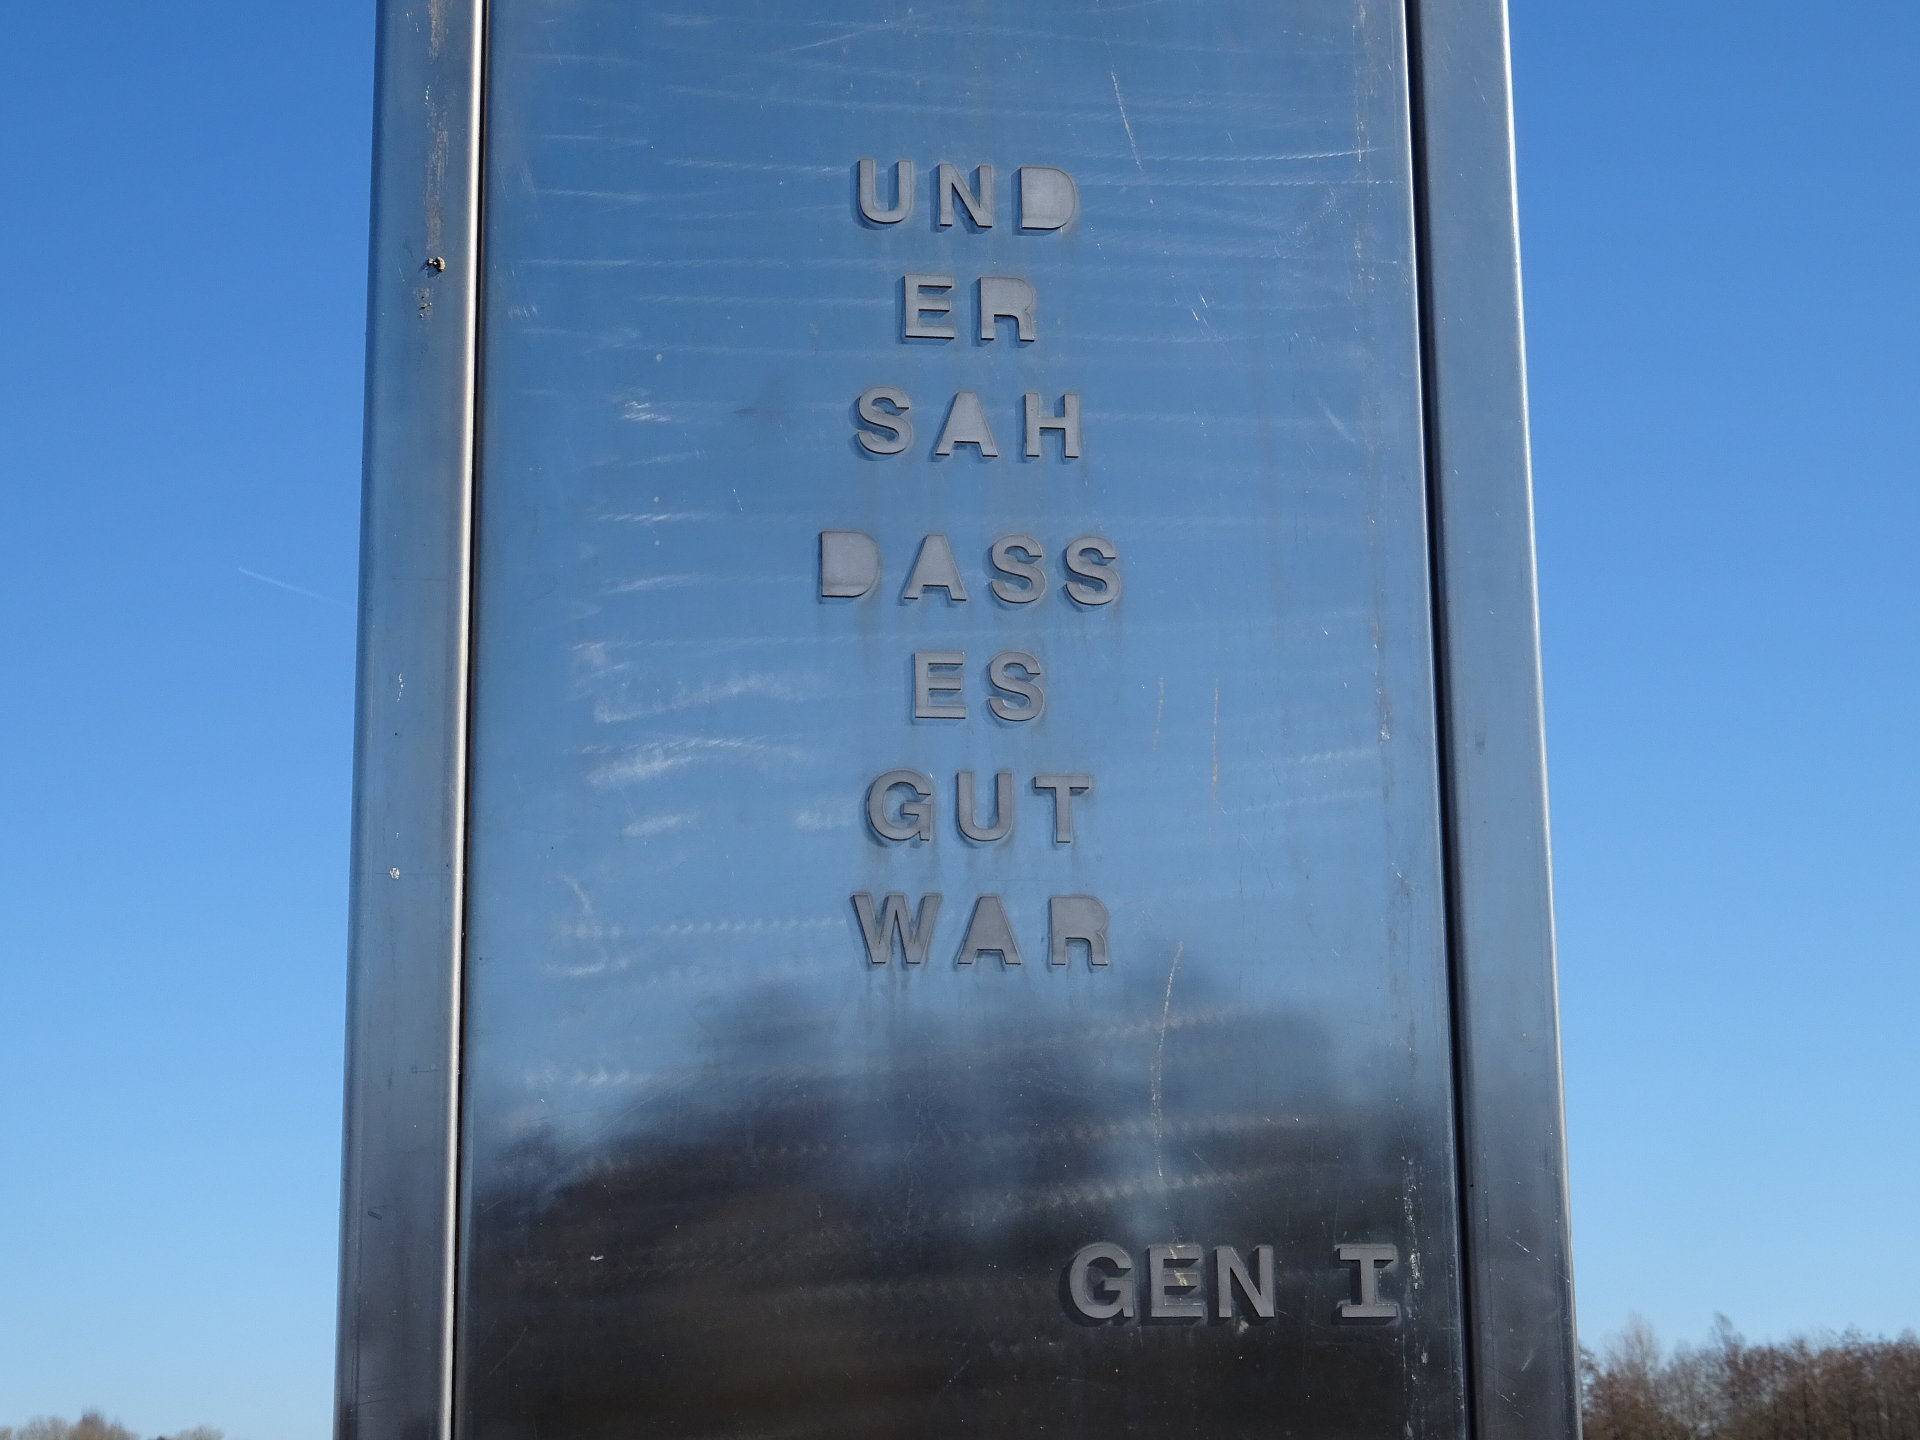 UND
ER
SAH
DASS
ES
GUT
WAR
GEN I